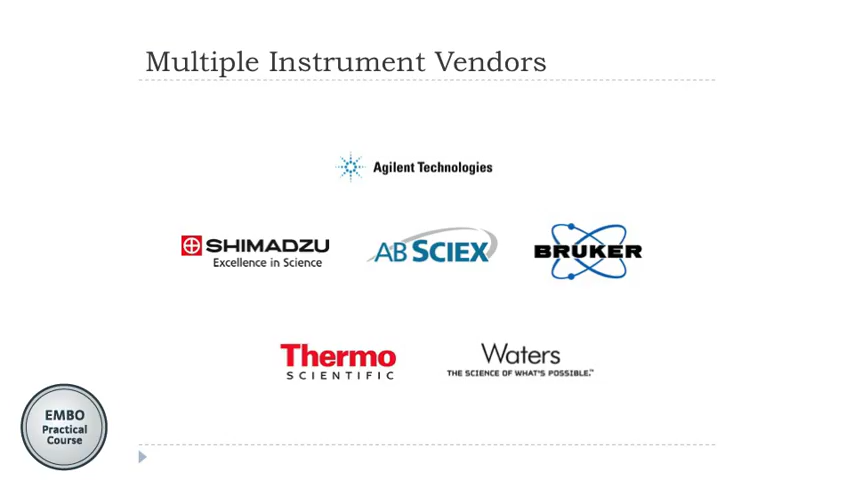 Multiple Instrument Vendors
Agilent Technologies
SHIMADZU
Excellence in Science
AB SCIEX
BRUKER
Thermo
SCIENTIFIC
Waters
THE SCIENCE OF WHAT'S POSSIBLE.™
EMBO
Practical
Course